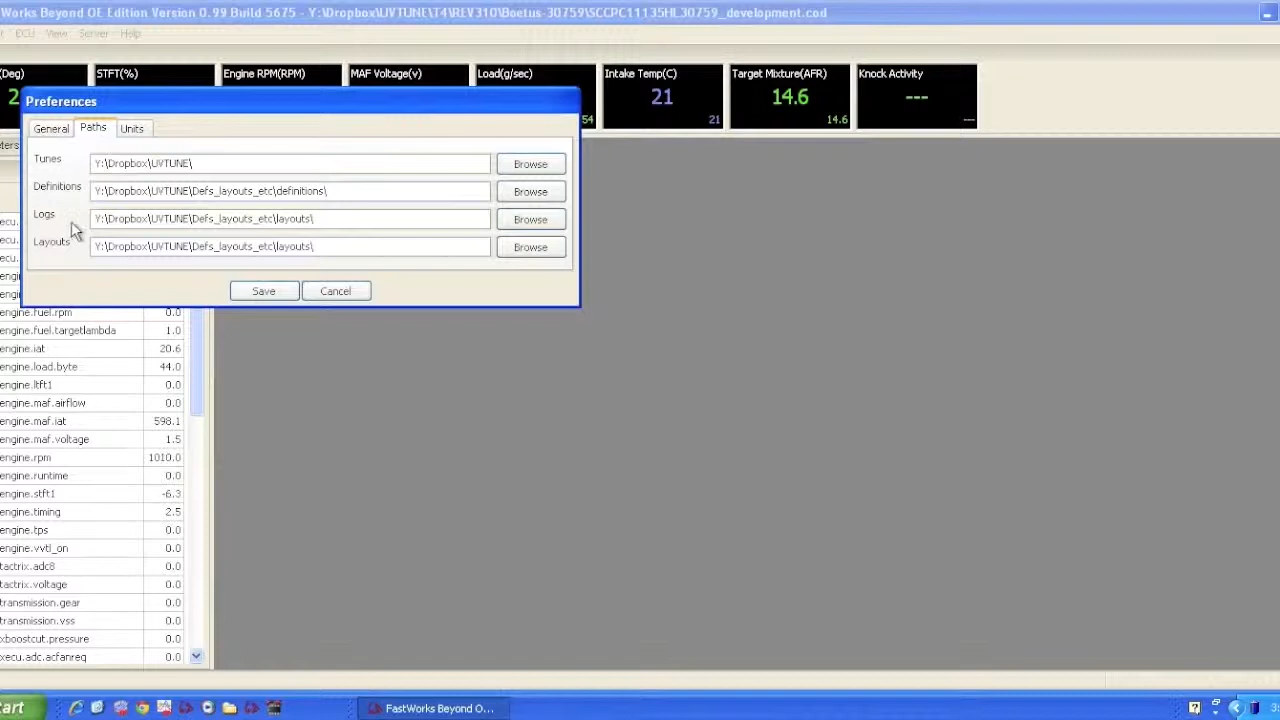 Works Beyond OE Edition Version 0.99 Build 5675 - Y:\Dropbox\UVTUNE\T4\REV310\Boetus-30759\SCCPC11135HL30759_development.cod
ECU View Server Help
(Deg) STFT(%) Engine RPM(RPM) MAF Voltage(v) Load(g/sec) Intake Temp(C) Target Mixture(AFR) Knock Activity
2 21 14.6 ---
54 21 14.6 ---
Preferences
General Paths Units
Tunes Y:\Dropbox\UVTUNE\ Browse
Definitions Y:\Dropbox\UVTUNE\Defs_layouts_etc\definitions\ Browse
Logs Y:\Dropbox\UVTUNE\Defs_layouts_etc\layouts\ Browse
Layouts Y:\Dropbox\UVTUNE\Defs_layouts_etc\layouts\ Browse
Save Cancel
engine.fuel.rpm 0.0
engine.fuel.targetlambda 1.0
engine.iat 20.6
engine.load.byte 44.0
engine.ltft1 0.0
engine.maf.airflow 0.0
engine.maf.iat 598.1
engine.maf.voltage 1.5
engine.rpm 1010.0
engine.runtime 0.0
engine.stft1 -6.3
engine.timing 2.5
engine.tps 0.0
engine.vvtl_on 0.0
tactrix.adc8 0.0
tactrix.voltage 0.0
transmission.gear 0.0
transmission.vss 0.0
xboostcut.pressure 0.0
xecu.adc.acfanreq 0.0
FastWorks Beyond O...